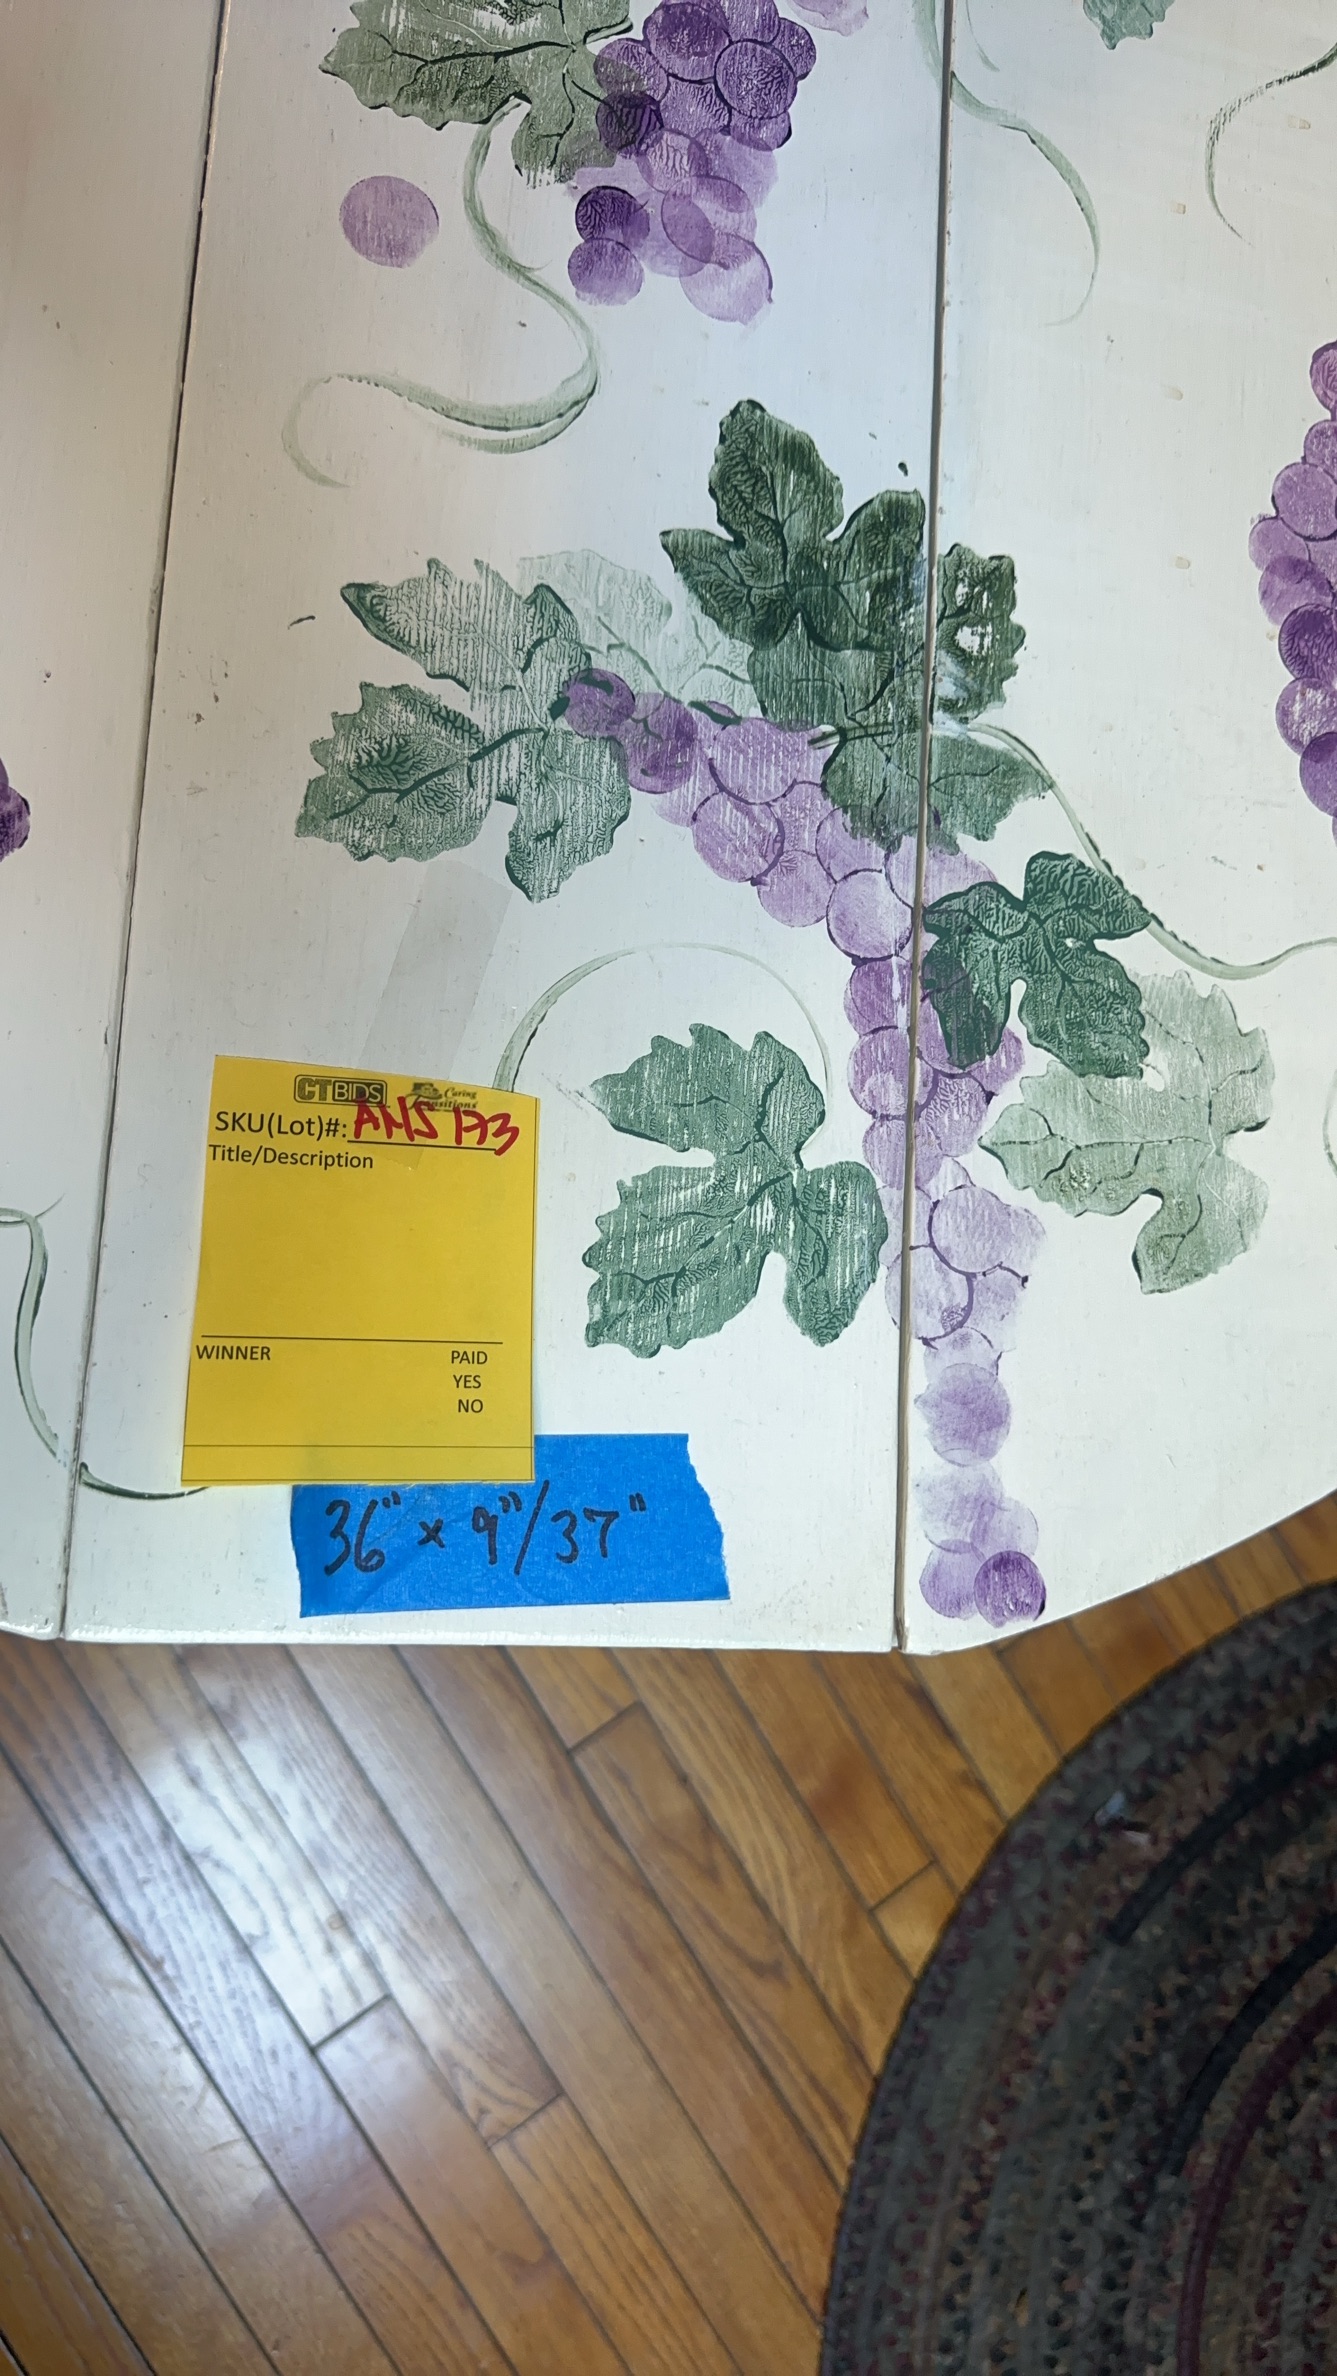 CTBIDS Caring Transitions
SKU(Lot)#: AMS 173
Title/Description
WINNER PAID
YES
NO
36" x 9"/37"